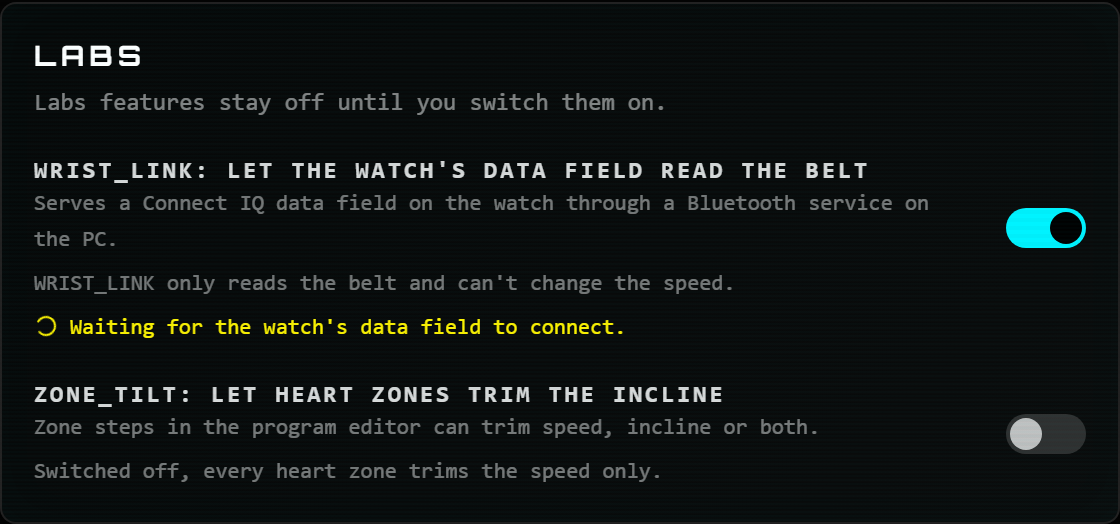 LABS
Labs features stay off until you switch them on.
WRIST_LINK: LET THE WATCH'S DATA FIELD READ THE BELT
Serves a Connect IQ data field on the watch through a Bluetooth service on
the PC.
WRIST_LINK only reads the belt and can't change the speed.
Waiting for the watch's data field to connect.
ZONE_TILT: LET HEART ZONES TRIM THE INCLINE
Zone steps in the program editor can trim speed, incline or both.
Switched off, every heart zone trims the speed only.